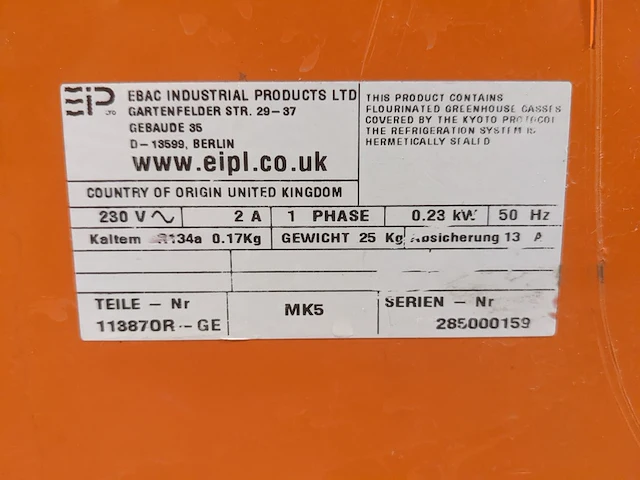 EIP LTD
EBAC INDUSTRIAL PRODUCTS LTD
GARTENFELDER STR. 29-37
GEBAUDE 35
D-13599, BERLIN
www.eipl.co.uk
THIS PRODUCT CONTAINS
FLOURINATED GREENHOUSE GASSES
COVERED BY THE KYOTO PROTOCOL
THE REFRIGERATION SYSTEM IS
HERMETICALLY SEALED
COUNTRY OF ORIGIN UNITED KINGDOM
230 V ∿ 2 A 1 PHASE 0.23 kW 50 Hz
Kaltem R134a 0.17Kg GEWICHT 25 Kg Absicherung 13 A
TEILE - Nr MK5 SERIEN - Nr
11387OR - GE 285000159